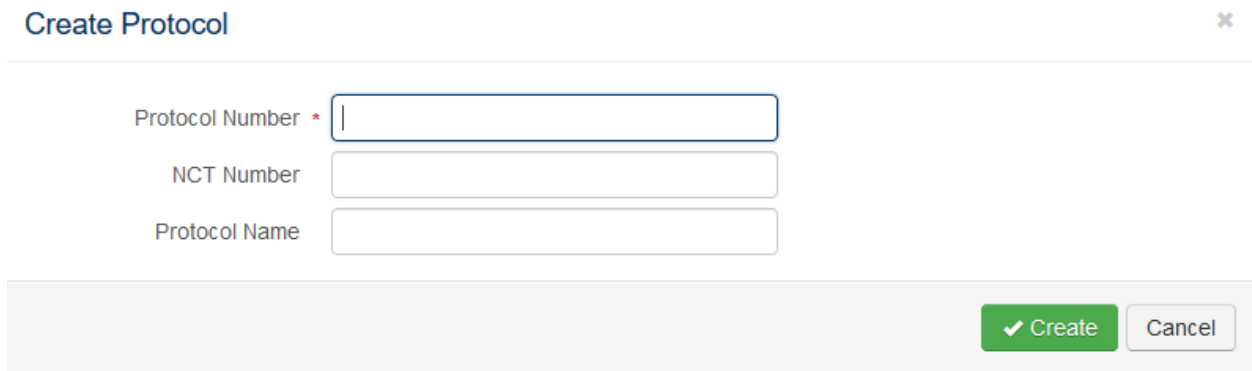 Create Protocol
Protocol Number *
NCT Number
Protocol Name
Create Cancel